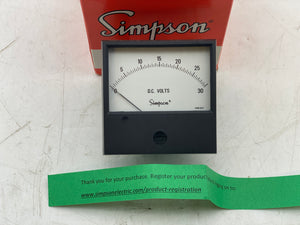 Simpson
0 5 10 15 20 25 30
D.C. VOLTS
Simpson
Thank you for your purchase. Register your product
www.simpsonelectric.com/product-registration